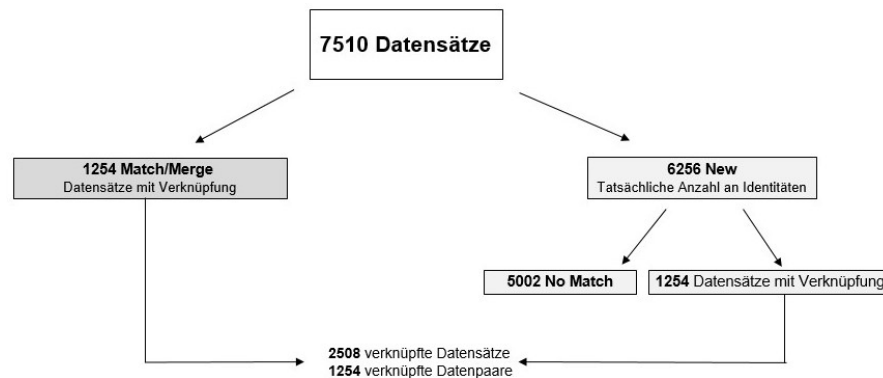 7510 Datensätze
1254 Match/Merge
Datensätze mit Verknüpfung
6256 New
Tatsächliche Anzahl an Identitäten
5002 No Match
1254 Datensätze mit Verknüpfung
2508 verknüpfte Datensätze
1254 verknüpfte Datenpaare